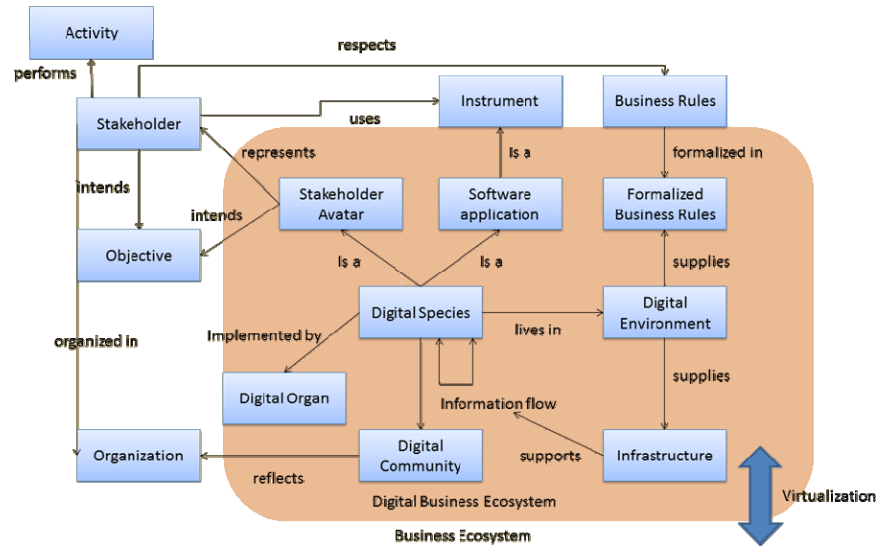 Activity
respects
performs
Stakeholder
Instrument
Business Rules
uses
represents
Is a
formalized in
intends
Stakeholder
Avatar
Software
application
Formalized
Business Rules
intends
Objective
Is a
Is a
supplies
Digital Species
Digital
Environment
Implemented by
lives in
organized in
supplies
Digital Organ
Information flow
Organization
Digital
Community
Infrastructure
supports
reflects
Digital Business Ecosystem
Virtualization
Business Ecosystem